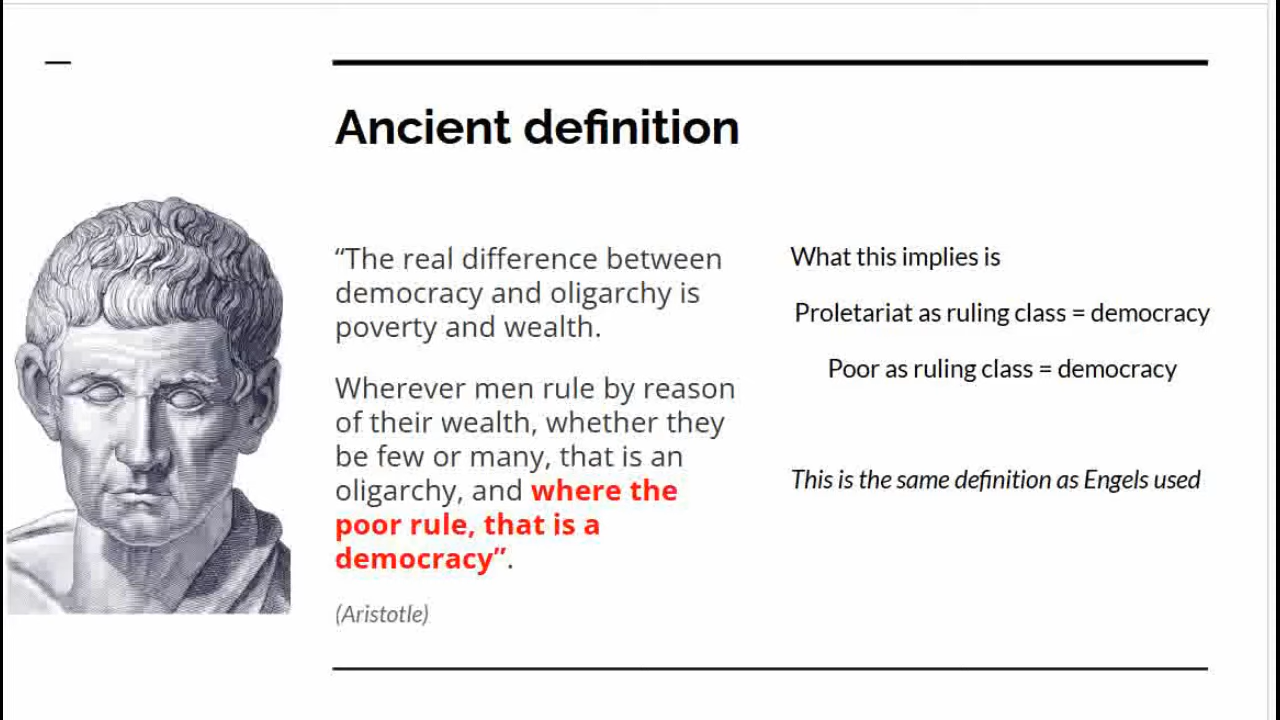 Ancient definition
“The real difference between
democracy and oligarchy is
poverty and wealth.
Wherever men rule by reason
of their wealth, whether they
be few or many, that is an
oligarchy, and where the
poor rule, that is a
democracy”.
(Aristotle)
What this implies is
Proletariat as ruling class = democracy
Poor as ruling class = democracy
This is the same definition as Engels used